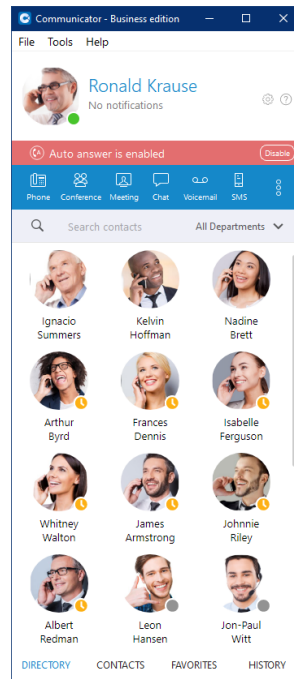 Communicator - Business edition
File Tools Help
Ronald Krause
No notifications
Auto answer is enabled Disable
Phone Conference Meeting Chat Voicemail SMS
Search contacts All Departments
Ignacio Kelvin Nadine
Summers Hoffman Brett
Arthur Frances Isabelle
Byrd Dennis Ferguson
Whitney James Johnnie
Walton Armstrong Riley
Albert Leon Jon-Paul
Redman Hansen Witt
DIRECTORY CONTACTS FAVORITES HISTORY